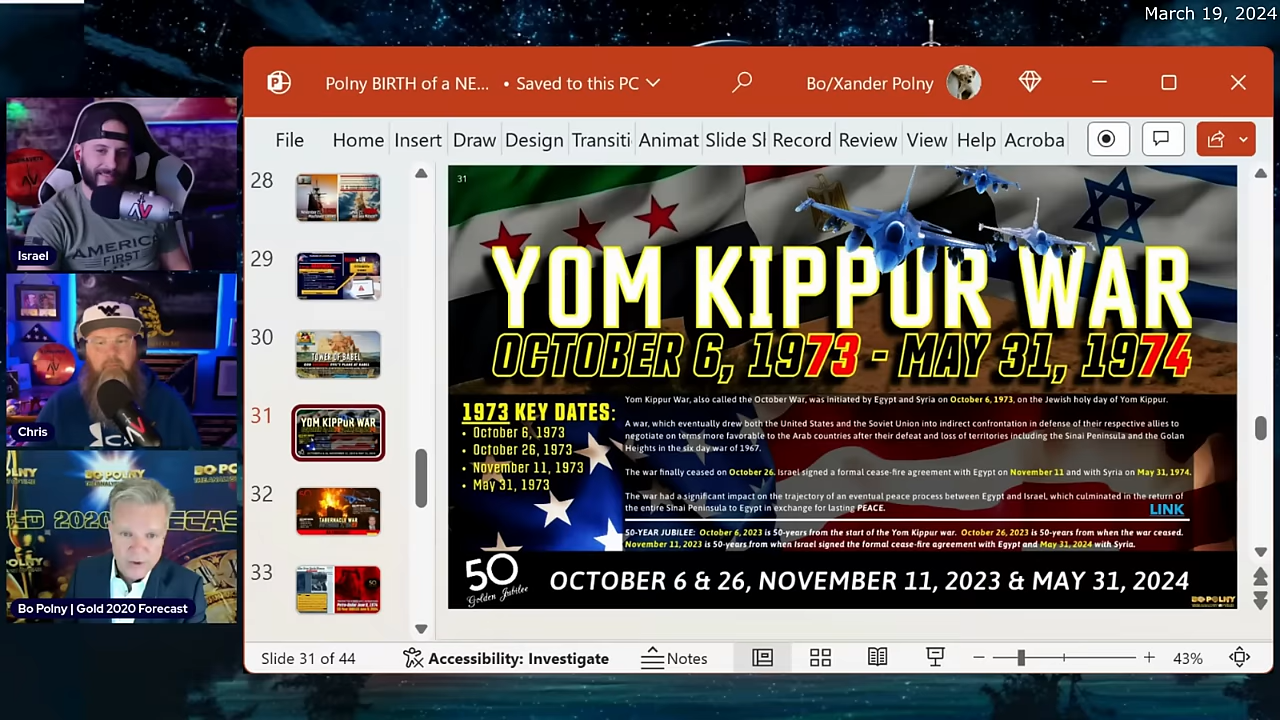 March 19, 2024
Polny BIRTH of a NE... • Saved to this PC
Bo/Xander Polny
File Home Insert Draw Design Transiti Animat Slide Sl Record Review View Help Acroba
28
29
30
TOWER OF BABEL
31
YOM KIPPUR WAR
32
TABERNACLE WAR
33
31
YOM KIPPUR WAR
OCTOBER 6, 1973 - MAY 31, 1974
1973 KEY DATES:
• October 6, 1973
• October 26, 1973
• November 11, 1973
• May 31, 1973
Yom Kippur War, also called the October War, was initiated by Egypt and Syria on October 6, 1973, on the Jewish holy day of Yom Kippur.
A war, which eventually drew both the United States and the Soviet Union into indirect confrontation in defense of their respective allies to
negotiate on terms more favorable to the Arab countries after their defeat and loss of territories including the Sinai Peninsula and the Golan
Heights in the six day war of 1967.
The war finally ceased on October 26. Israel signed a formal cease-fire agreement with Egypt on November 11 and with Syria on May 31, 1974.
The war had a significant impact on the trajectory of an eventual peace process between Egypt and Israel, which culminated in the return of
the entire Sinai Peninsula to Egypt in exchange for lasting PEACE.
LINK
50-YEAR JUBILEE: October 6, 2023 is 50-years from the start of the Yom Kippur war. October 26, 2023 is 50-years from when the war ceased.
November 11, 2023 is 50-years from when Israel signed the formal cease-fire agreement with Egypt and May 31, 2024 with Syria.
50
Golden Jubilee
OCTOBER 6 & 26, NOVEMBER 11, 2023 & MAY 31, 2024
BO POLNY
Slide 31 of 44
Accessibility: Investigate
Notes
43%
AMERICA
FIRST
Israel
Chris
BO POLNY
Bo Polny | Gold 2020 Forecast